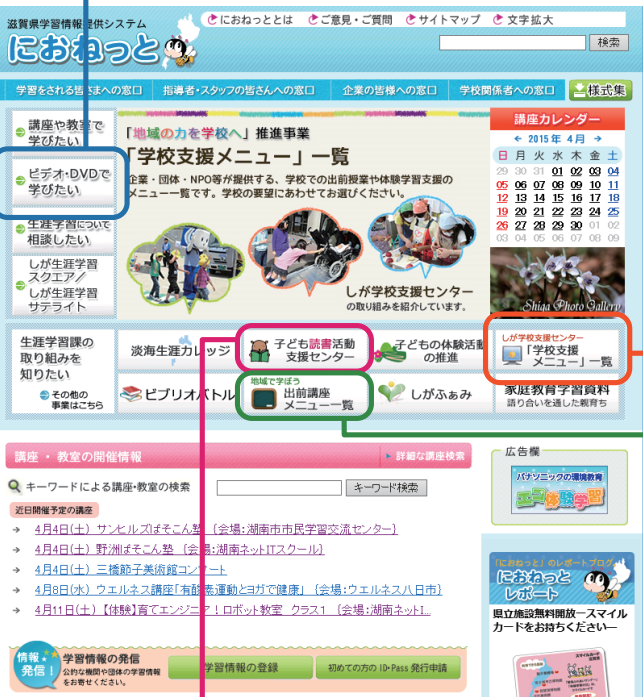 滋賀県学習情報提供システム
におねっと
におねっととは ご意見・ご質問 サイトマップ 文字拡大
検索
学習をされる皆さまへの窓口 指導者・スタッフの皆さんへの窓口 企業の皆様への窓口 学校関係者への窓口 様式集
講座や教室で
学びたい
ビデオ・DVDで
学びたい
生涯学習について
相談したい
しが生涯学習
スクエア/
しが生涯学習
サテライト
「地域の力を学校へ」推進事業
「学校支援メニュー」一覧
企業・団体・NPO等が提供する、学校での出前授業や体験学習支援の
メニュー一覧です。学校の要望にあわせてお選びください。
しが学校支援センター
の取り組みを紹介しています。
講座カレンダー
← 2015年 4月 →
日 月 火 水 木 金 土
29 30 31 01 02 03 04
05 06 07 08 09 10 11
12 13 14 15 16 17 18
19 20 21 22 23 24 25
26 27 28 29 30 01 02
03 04 05 06 07 08 09
Shiga Photo Gallery
生涯学習課の
取り組みを
知りたい
その他の
事業はこちら
淡海生涯カレッジ
子ども読書活動
支援センター
子どもの体験活動
の推進
しが学校支援センター
「学校支援
メニュー」一覧
ビブリオバトル
地域で学ぼう
出前講座
メニュー一覧
しがふぁみ
家庭教育学習資料
語り合いを通した親育ち
講座・教室の開催情報
詳細な講座検索
キーワードによる講座・教室の検索
キーワード検索
近日開催予定の講座
→ 4月4日(土) サンヒルズぱそこん塾 {会場:湖南市市民学習交流センター}
→ 4月4日(土) 野洲ぱそこん塾 {会場:湖南ネットITスクール}
→ 4月4日(土) 三橋節子美術館コンサート
→ 4月8日(水) ウエルネス講座「有酸素運動とヨガで健康」 {会場:ウエルネス八日市}
→ 4月11日(土)【体験】育てエンジニア!ロボット教室 クラス1 {会場:湖南ネットI...
情報
発信!
学習情報の発信
公的な機関や団体の学習情報
をお寄せください。
学習情報の登録
初めての方の ID・Pass 発行申請
広告欄
パナソニックの環境教育
エコ体験学習
「におねっと」のレポートブログ
におねっと
レポート
県立施設無料開放ースマイル
カードをお持ちくださいー